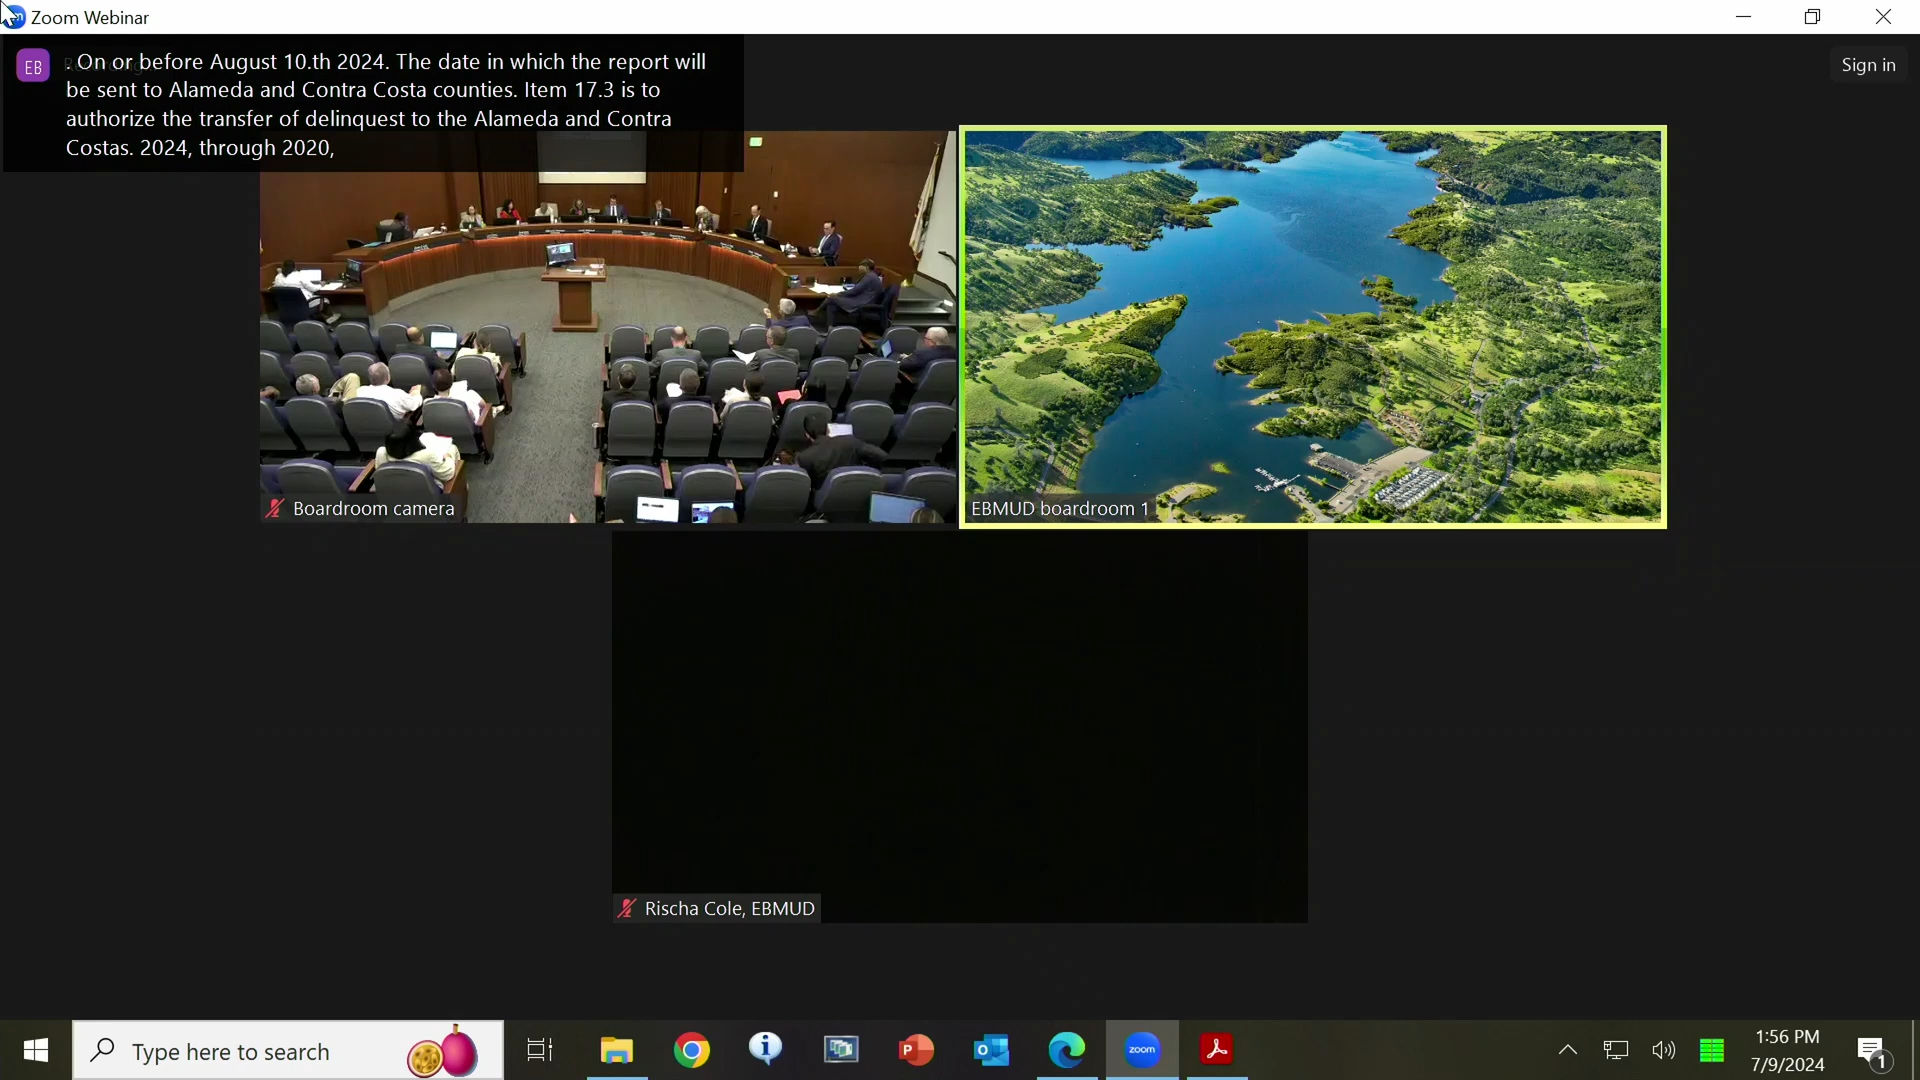 Zoom Webinar
EB
. On or before August 10.th 2024. The date in which the report will
be sent to Alameda and Contra Costa counties. Item 17.3 is to
authorize the transfer of delinquest to the Alameda and Contra
Costas. 2024, through 2020,
Sign in
Boardroom camera
EBMUD boardroom 1
Rischa Cole, EBMUD
Type here to search
zoom
1:56 PM
7/9/2024
1